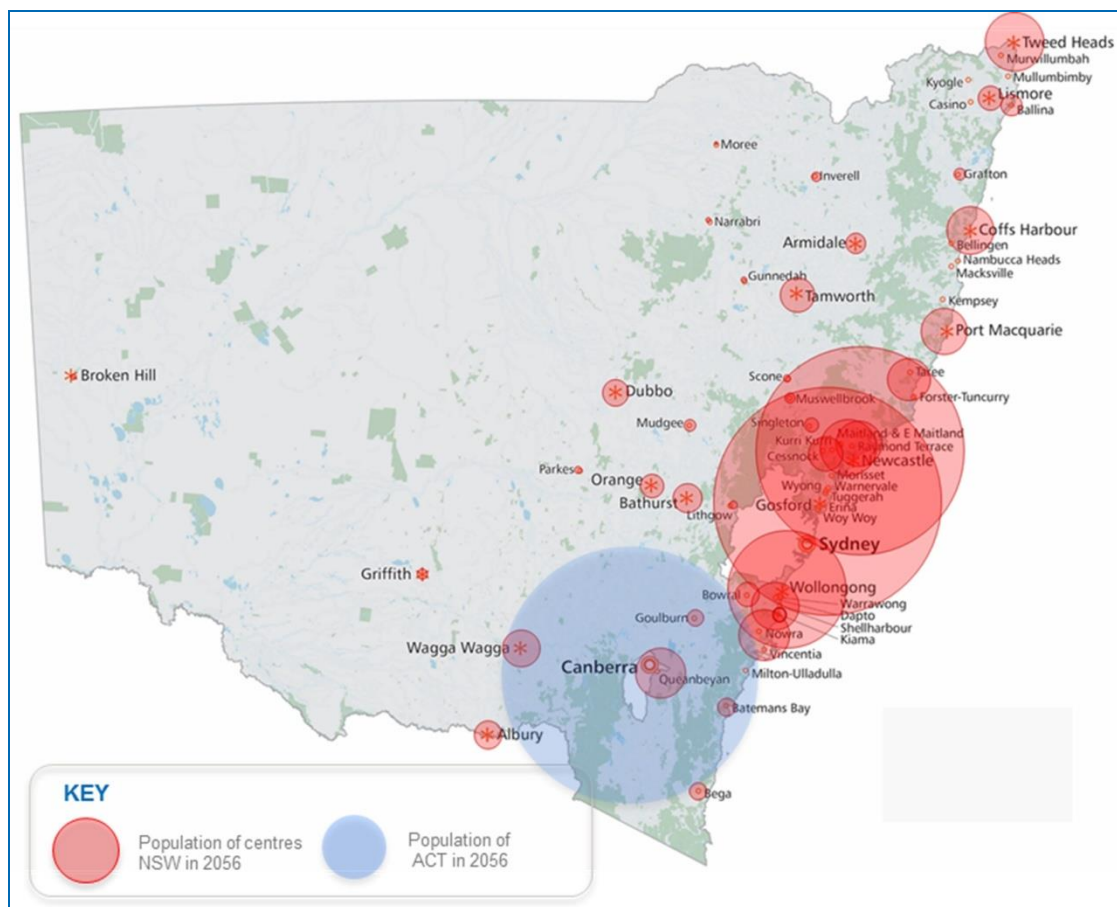 Tweed Heads
Murwillumbah
Mullumbimby
Kyogle
Lismore
Casino
Ballina
Moree
Inverell
Grafton
Narrabri
Coffs Harbour
Armidale
Bellingen
Nambucca Heads
Macksville
Gunnedah
Tamworth
Kempsey
Port Macquarie
Broken Hill
Scone
Taree
Dubbo
Muswellbrook
Forster-Tuncurry
Mudgee
Singleton
Maitland & E Maitland
Kurri Kurri
Raymond Terrace
Cessnock
Newcastle
Parkes
Morisset
Orange
Wyong
Warnervale
Tuggerah
Bathurst
Lithgow
Gosford
Erina
Woy Woy
Sydney
Griffith
Wollongong
Bowral
Warrawong
Dapto
Goulburn
Shellharbour
Kiama
Nowra
Wagga Wagga
Vincentia
Canberra
Queanbeyan
Milton-Ulladulla
Batemans Bay
Albury
Bega
KEY
Population of centres
NSW in 2056
Population of
ACT in 2056